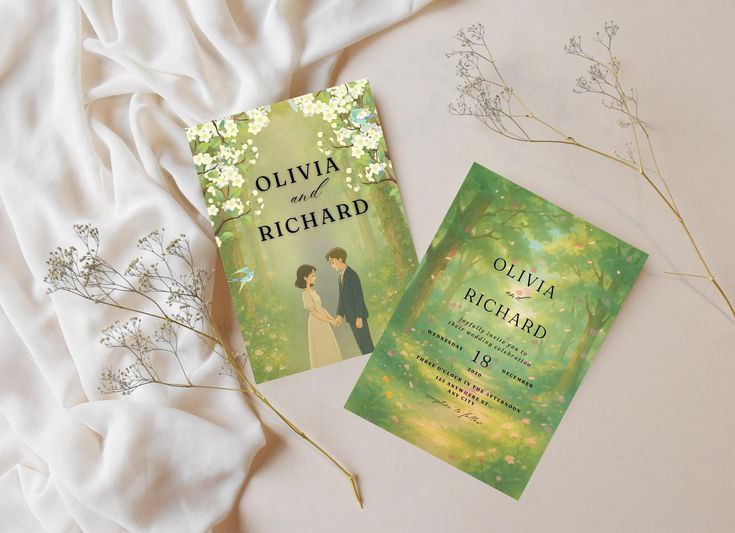 OLIVIA
and
RICHARD
OLIVIA
and
RICHARD
Joyfully invite you to
their wedding celebration
WEDNESDAY 18 DECEMBER
2030
THREE O'CLOCK IN THE AFTERNOON
123 ANYWHERE ST.,
ANY CITY
reception to follow